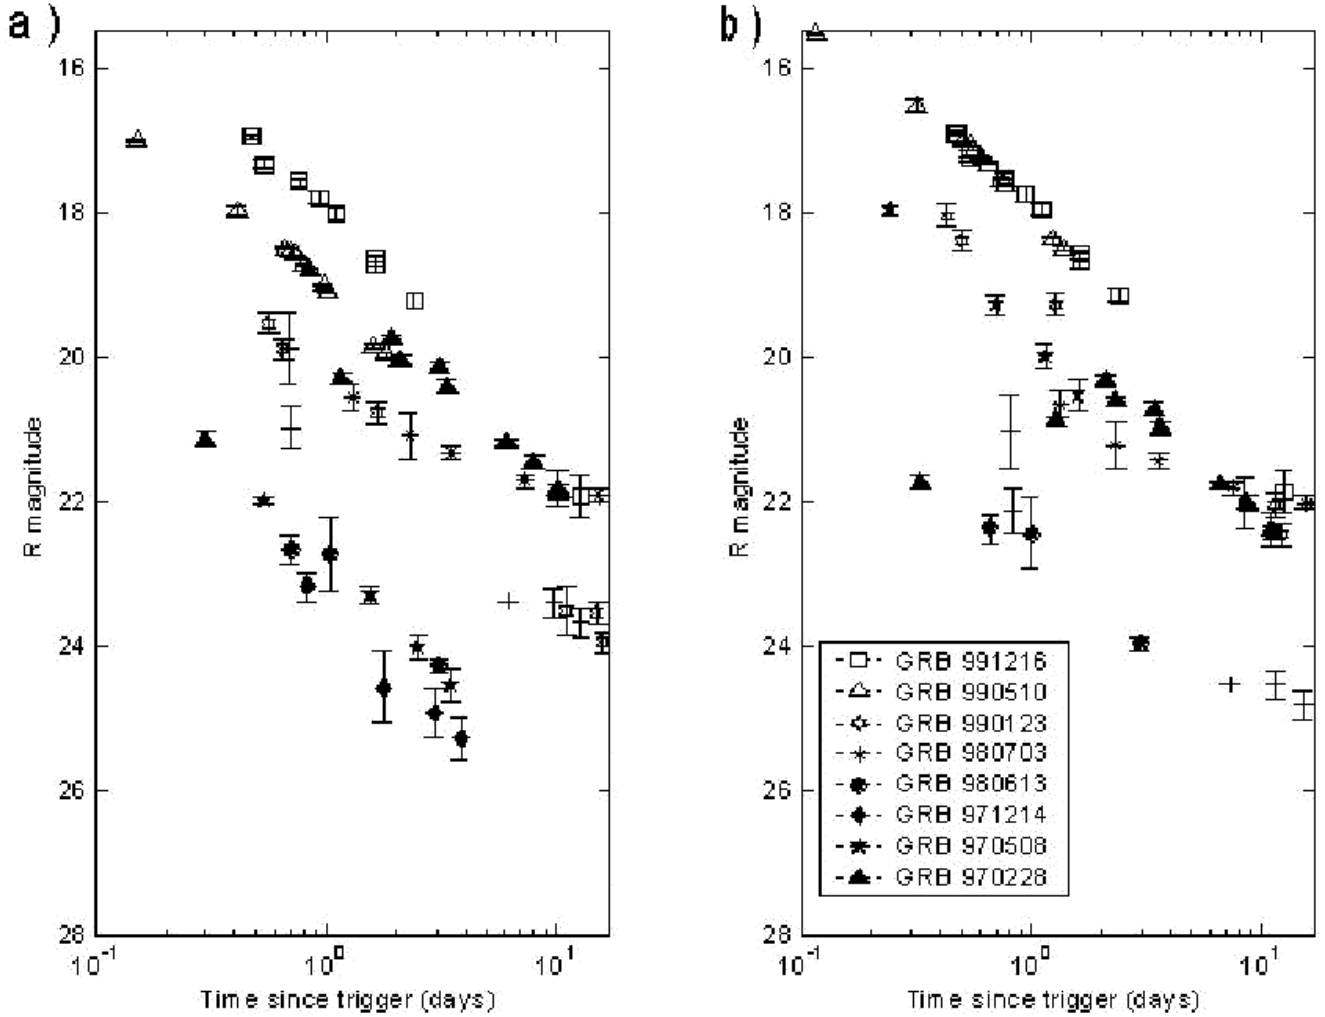 a) b)
16 16
18 18
20 20
22 22
24 24
26 26
28 28
R magnitude
R magnitude
GRB 991216
GRB 990510
GRB 990123
GRB 980703
GRB 980613
GRB 971214
GRB 970508
GRB 970228
10⁻¹ 10⁰ 10¹ 10⁻¹ 10⁰ 10¹
Time since trigger (days) Time since trigger (days)